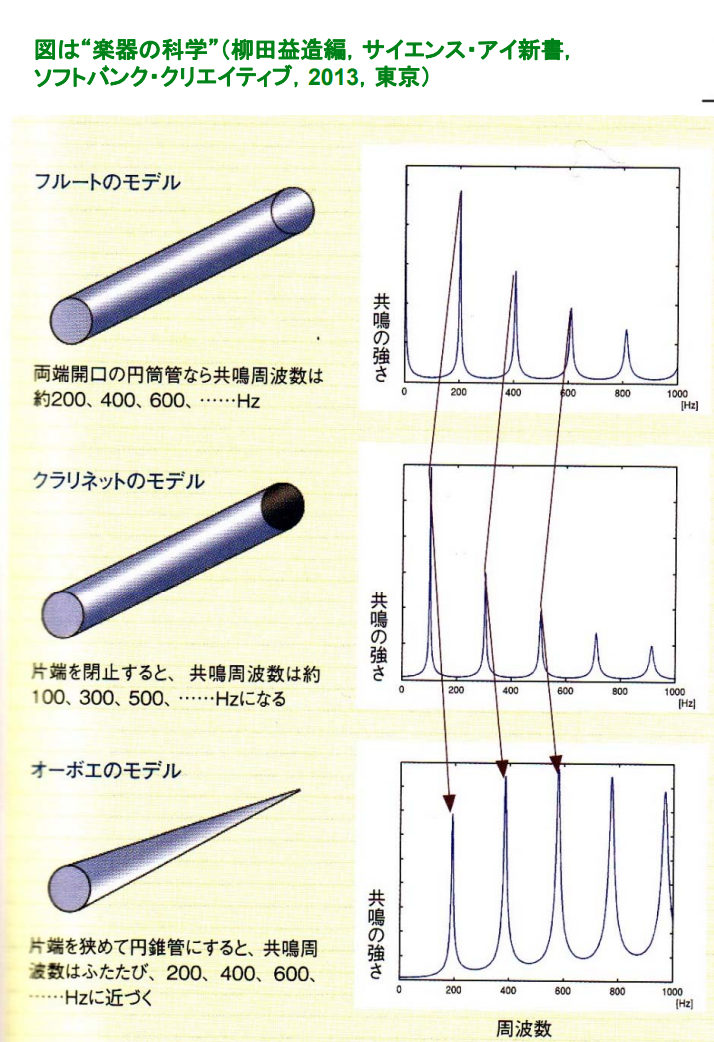 図は“楽器の科学”（柳田益造編，サイエンス・アイ新書，
ソフトバンク・クリエイティブ，2013，東京）
フルートのモデル
両端開口の円筒管なら共鳴周波数は
約200、400、600、……Hz
共鳴の強さ
0 200 400 600 800 1000
[Hz]
クラリネットのモデル
片端を閉止すると、共鳴周波数は約
100、300、500、……Hzになる
共鳴の強さ
0 200 400 600 800 1000
[Hz]
オーボエのモデル
片端を狭めて円錐管にすると、共鳴周
波数はふたたび、200、400、600、
……Hzに近づく
共鳴の強さ
0 200 400 600 800 1000
[Hz]
周波数